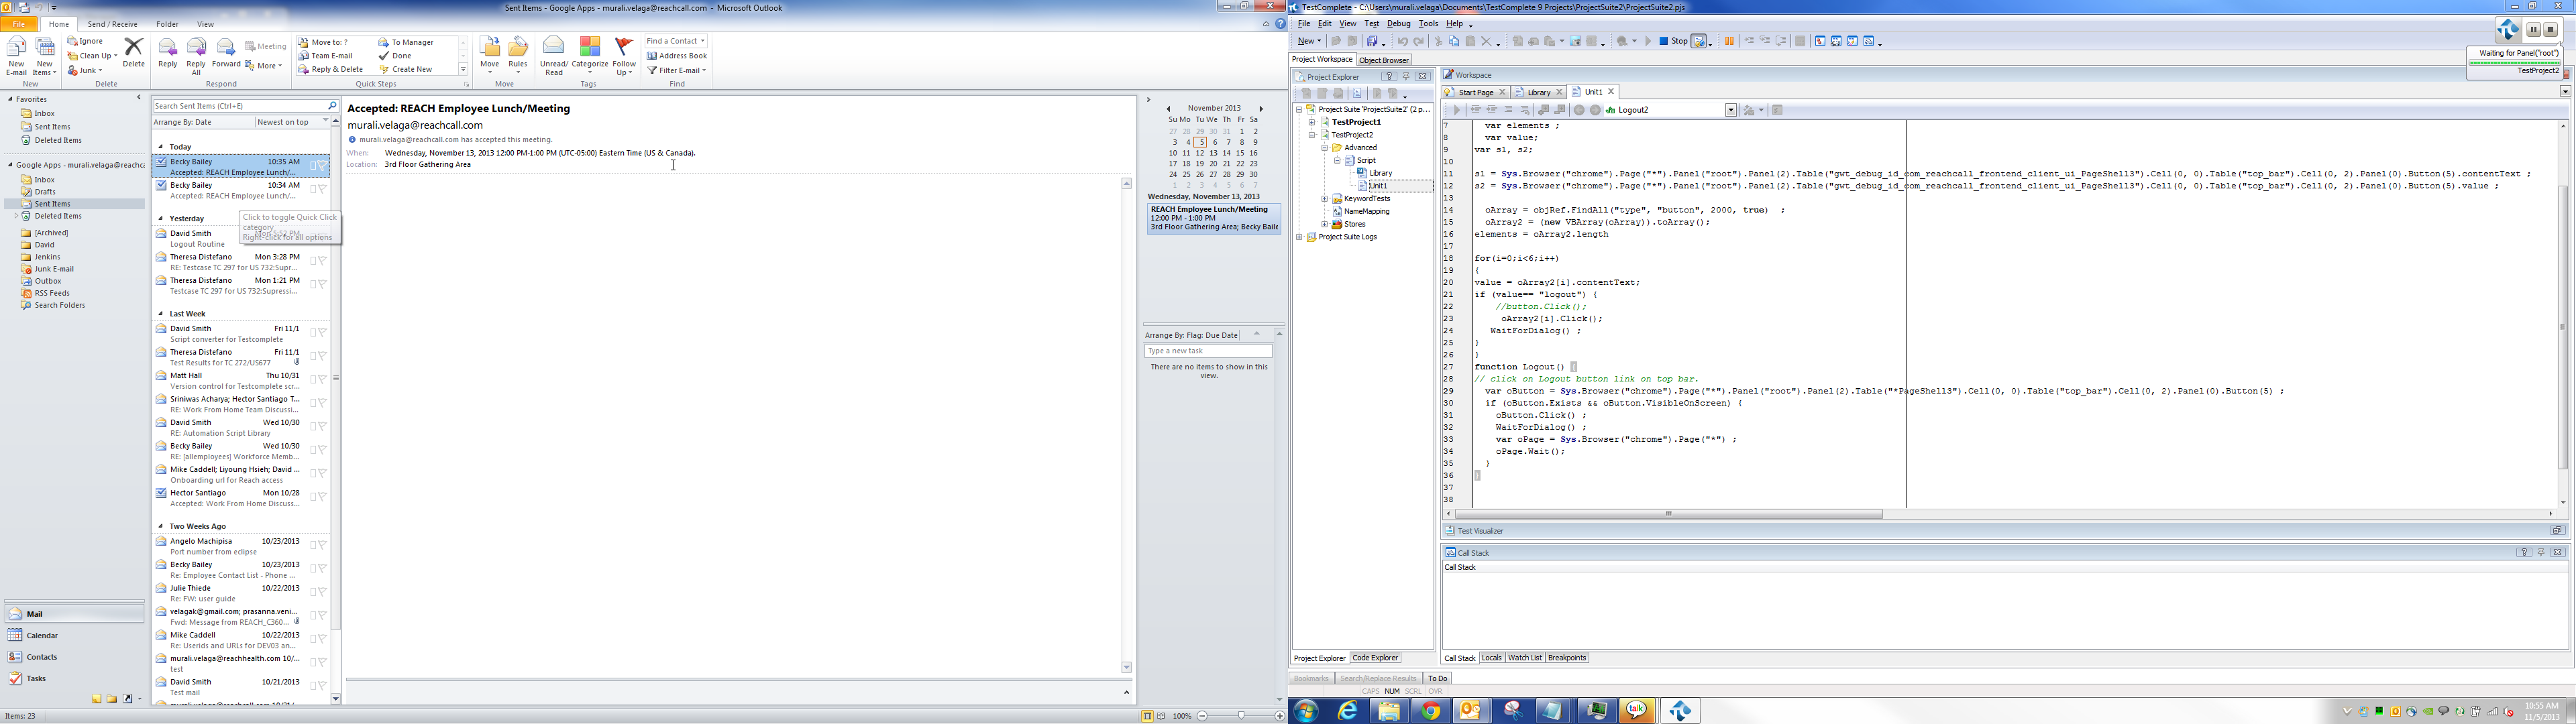 Sent Items - Google Apps - murali.velaga@reachcall.com - Microsoft Outlook
File Home Send / Receive Folder View
New E-mail
New Items
New
Ignore
Clean Up
Junk
Delete
Delete
Reply
Reply All
Forward
Meeting
More
Respond
Move to: ?
Team E-mail
Reply & Delete
To Manager
Done
Create New
Quick Steps
Move
Rules
Move
Unread/ Read
Categorize
Follow Up
Tags
Find a Contact
Address Book
Filter E-mail
Find
Favorites
Inbox
Sent Items
Deleted Items
Google Apps - murali.velaga@reachc
Inbox
Drafts
Sent Items
Deleted Items
[Archived]
David
Jenkins
Junk E-mail
Outbox
RSS Feeds
Search Folders
Mail
Calendar
Contacts
Tasks
Items: 23
Search Sent Items (Ctrl+E)
Arrange By: Date Newest on top
Today
Becky Bailey 10:35 AM
Accepted: REACH Employee Lunch/...
Becky Bailey 10:34 AM
Accepted: REACH Employee Lunch/...
Yesterday
Click to toggle Quick Click
category
Right-click for all options
David Smith Mon 5:52 PM
Logout Routine
Theresa Distefano Mon 3:28 PM
RE: Testcase TC 297 for US 732:Supr...
Theresa Distefano Mon 1:21 PM
Testcase TC 297 for US 732:Supressi...
Last Week
David Smith Fri 11/1
Script converter for Testcomplete
Theresa Distefano Fri 11/1
Test Results for TC 272/US677
Matt Hall Thu 10/31
Version control for Testcomplete scr...
Sriniwas Acharya; Hector Santiago T...
RE: Work From Home Team Discussi...
David Smith Wed 10/30
RE: Automation Script Library
Becky Bailey Wed 10/30
RE: [allemployees] Workforce Memb...
Mike Caddell; Liyoung Hsieh; David ...
Onboarding url for Reach access
Hector Santiago Mon 10/28
Accepted: Work From Home Discuss...
Two Weeks Ago
Angelo Machipisa 10/23/2013
Port number from eclipse
Becky Bailey 10/23/2013
Re: Employee Contact List - Phone ...
Julie Thiede 10/22/2013
Re: FW: user guide
velagak@gmail.com; prasanna.veni...
Fwd: Message from REACH_C360...
Mike Caddell 10/22/2013
Re: Userids and URLs for DEV03 an...
murali.velaga@reachhealth.com 10/...
test
David Smith 10/21/2013
Test mail
Accepted: REACH Employee Lunch/Meeting
murali.velaga@reachcall.com
murali.velaga@reachcall.com has accepted this meeting.
When: Wednesday, November 13, 2013 12:00 PM-1:00 PM (UTC-05:00) Eastern Time (US & Canada).
Location: 3rd Floor Gathering Area
November 2013
Su Mo Tu We Th Fr Sa
27 28 29 30 31 1 2
3 4 5 6 7 8 9
10 11 12 13 14 15 16
17 18 19 20 21 22 23
24 25 26 27 28 29 30
1 2 3 4 5 6 7
Wednesday, November 13, 2013
REACH Employee Lunch/Meeting
12:00 PM - 1:00 PM
3rd Floor Gathering Area; Becky Baile
Arrange By: Flag: Due Date
Type a new task
There are no items to show in this view.
100%
TestComplete - C:\Users\murali.velaga\Documents\TestComplete 9 Projects\ProjectSuite2\ProjectSuite2.pjs
File Edit View Test Debug Tools Help
New
Stop
Waiting for Panel("root")
TestProject2
Project Workspace Object Browser
Project Explorer
Project Suite 'ProjectSuite2' (2 p...
TestProject1
TestProject2
Advanced
Script
Library
Unit1
KeywordTests
NameMapping
Stores
Project Suite Logs
Workspace
Start Page Library Unit1
Logout2
7 var elements ;
8 var value;
9 var s1, s2;
10
11 s1 = Sys.Browser("chrome").Page("*").Panel("root").Panel(2).Table("gwt_debug_id_com_reachcall_frontend_client_ui_PageShell3").Cell(0, 0).Table("top_bar").Cell(0, 2).Panel(0).Button(5).contentText ;
12 s2 = Sys.Browser("chrome").Page("*").Panel("root").Panel(2).Table("gwt_debug_id_com_reachcall_frontend_client_ui_PageShell3").Cell(0, 0).Table("top_bar").Cell(0, 2).Panel(0).Button(5).value ;
13
14 oArray = objRef.FindAll("type", "button", 2000, true) ;
15 oArray2 = (new VBArray(oArray)).toArray();
16 elements = oArray2.length
17
18 for(i=0;i<6;i++)
19 {
20 value = oArray2[i].contentText;
21 if (value== "logout") {
22 //button.Click();
23 oArray2[i].Click();
24 WaitForDialog() ;
25 }
26 }
27 function Logout() {
28 // click on Logout button link on top bar.
29 var oButton = Sys.Browser("chrome").Page("*").Panel("root").Panel(2).Table("*PageShell3").Cell(0, 0).Table("top_bar").Cell(0, 2).Panel(0).Button(5) ;
30 if (oButton.Exists && oButton.VisibleOnScreen) {
31 oButton.Click() ;
32 WaitForDialog() ;
33 var oPage = Sys.Browser("chrome").Page("*") ;
34 oPage.Wait();
35 }
36 }
37
38
Test Visualizer
Call Stack
Call Stack
Project Explorer Code Explorer
Call Stack Locals Watch List Breakpoints
Bookmarks Search/Replace Results To Do
CAPS NUM SCRL OVR
talk
10:55 AM
11/5/2013